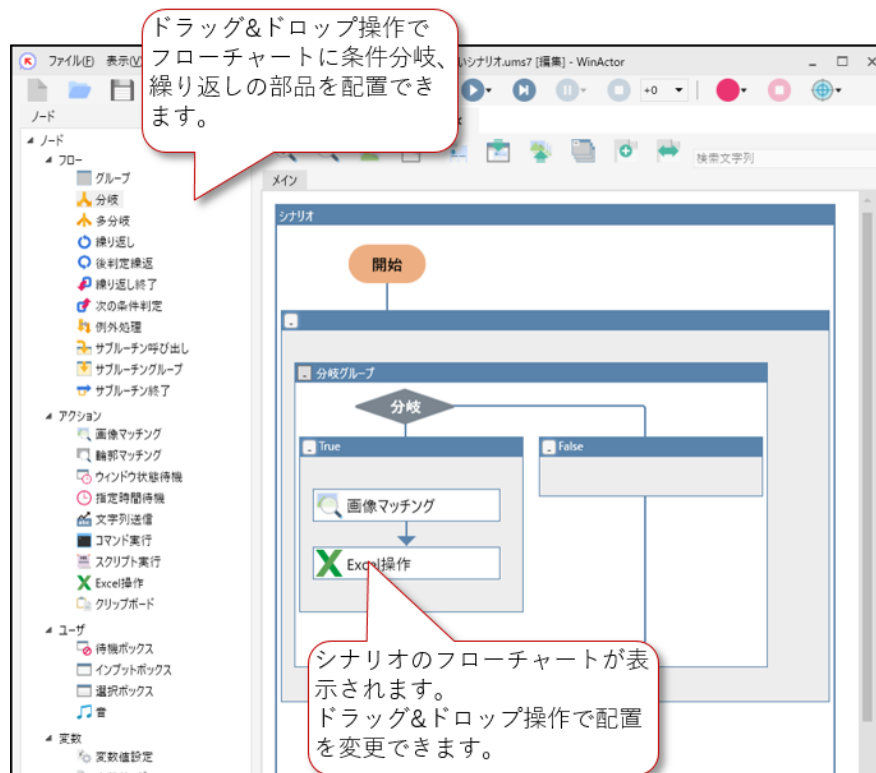 ドラッグ&ドロップ操作で
フローチャートに条件分岐、
繰り返しの部品を配置でき
ます。
ファイル(F) 表示(V)
シナリオ.ums7 [編集] - WinActor
+0
ノード
検索文字列
メイン
ノード
フロー
グループ
分岐
多分岐
繰り返し
後判定繰返
繰り返し終了
次の条件判定
例外処理
サブルーチン呼び出し
サブルーチングループ
サブルーチン終了
アクション
画像マッチング
輪郭マッチング
ウィンドウ状態待機
指定時間待機
文字列送信
コマンド実行
スクリプト実行
Excel操作
クリップボード
ユーザ
待機ボックス
インプットボックス
選択ボックス
音
変数
変数値設定
シナリオ
開始
分岐グループ
分岐
True
False
画像マッチング
Excel操作
シナリオのフローチャートが表
示されます。
ドラッグ&ドロップ操作で配置
を変更できます。